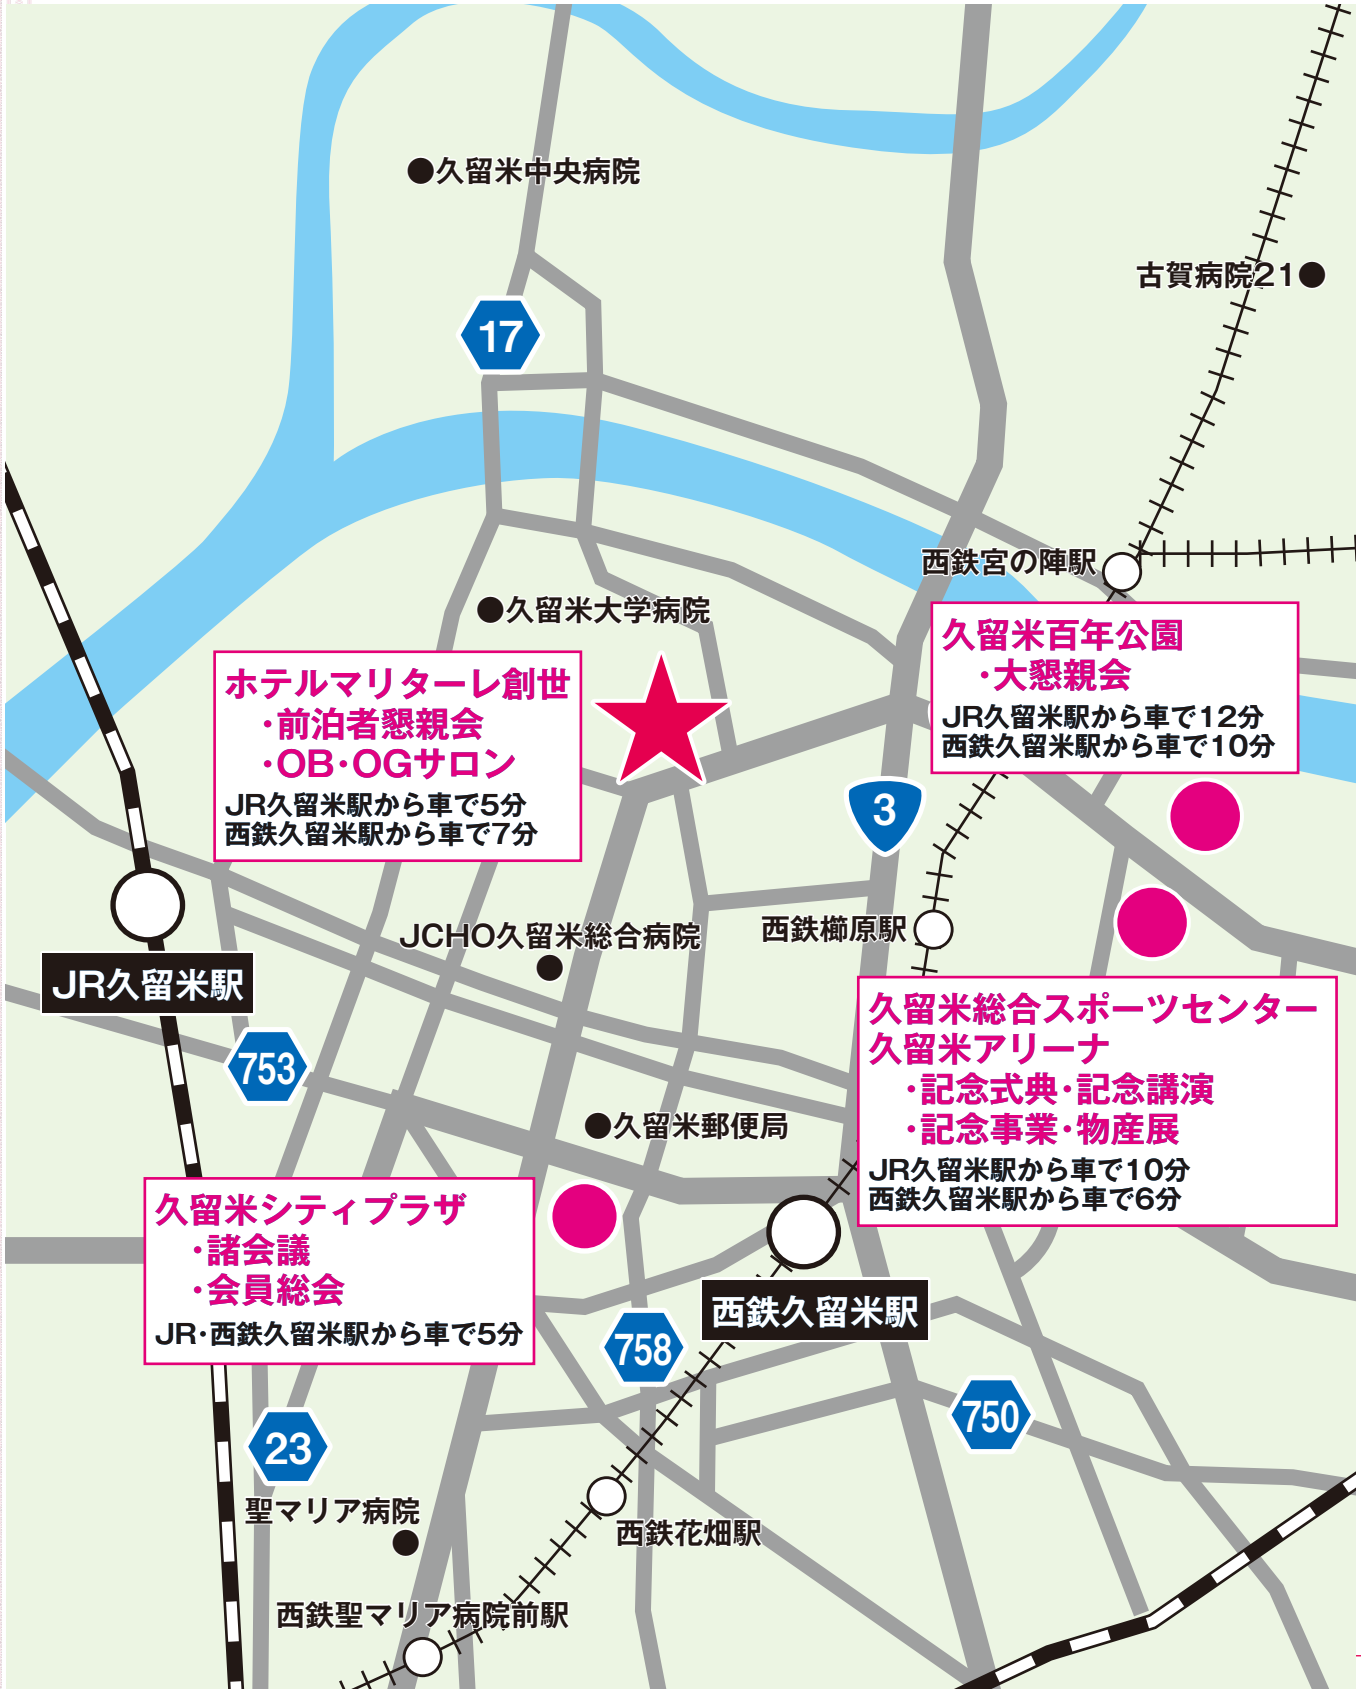 ●久留米中央病院
古賀病院21●
17
西鉄宮の陣駅
●久留米大学病院
久留米百年公園
・大懇親会
JR久留米駅から車で12分
西鉄久留米駅から車で10分
ホテルマリターレ創世
・前泊者懇親会
・OB・OGサロン
JR久留米駅から車で5分
西鉄久留米駅から車で7分
3
JCHO久留米総合病院
西鉄櫛原駅
JR久留米駅
久留米総合スポーツセンター
久留米アリーナ
・記念式典・記念講演
・記念事業・物産展
JR久留米駅から車で10分
西鉄久留米駅から車で6分
753
●久留米郵便局
久留米シティプラザ
・諸会議
・会員総会
JR・西鉄久留米駅から車で5分
西鉄久留米駅
758
750
23
聖マリア病院
西鉄花畑駅
西鉄聖マリア病院前駅